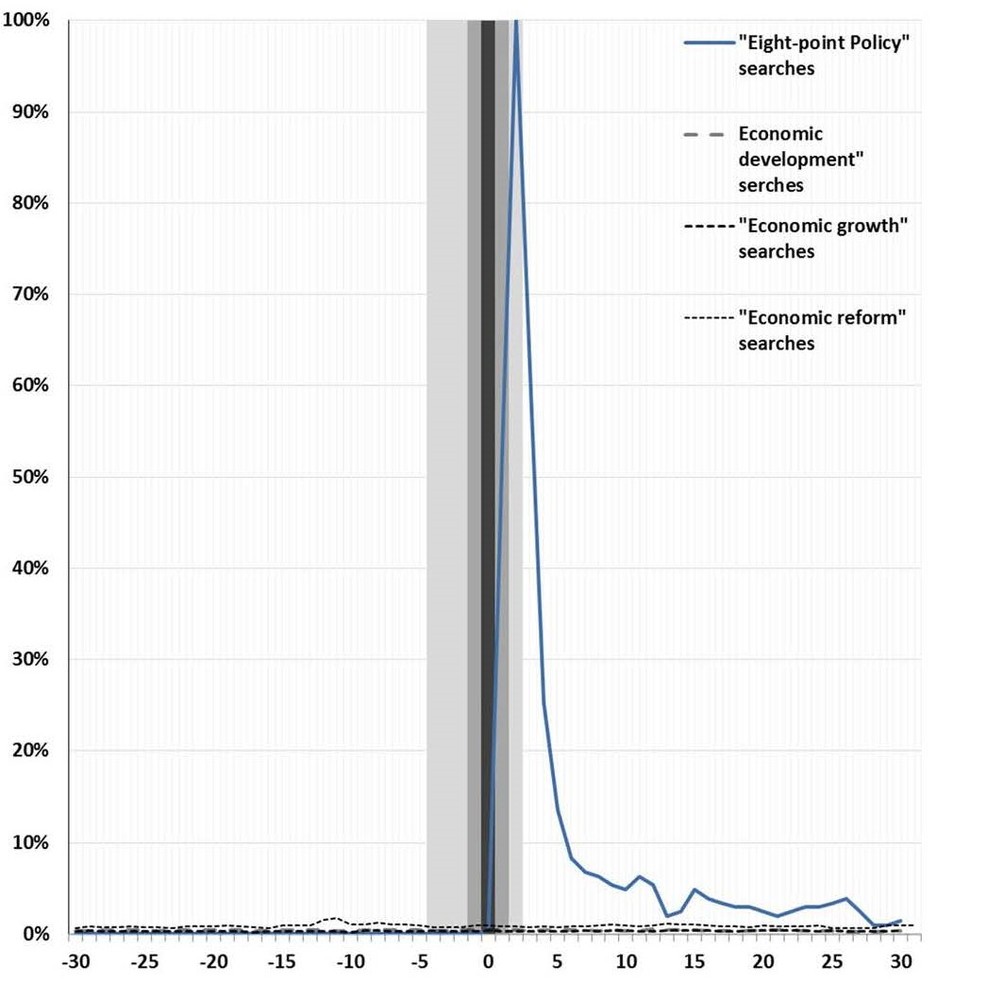 100%
90%
80%
70%
60%
50%
40%
30%
20%
10%
0%
"Eight-point Policy"
searches
Economic
development"
serches
"Economic growth"
searches
"Economic reform"
searches
-30 -25 -20 -15 -10 -5 0 5 10 15 20 25 30